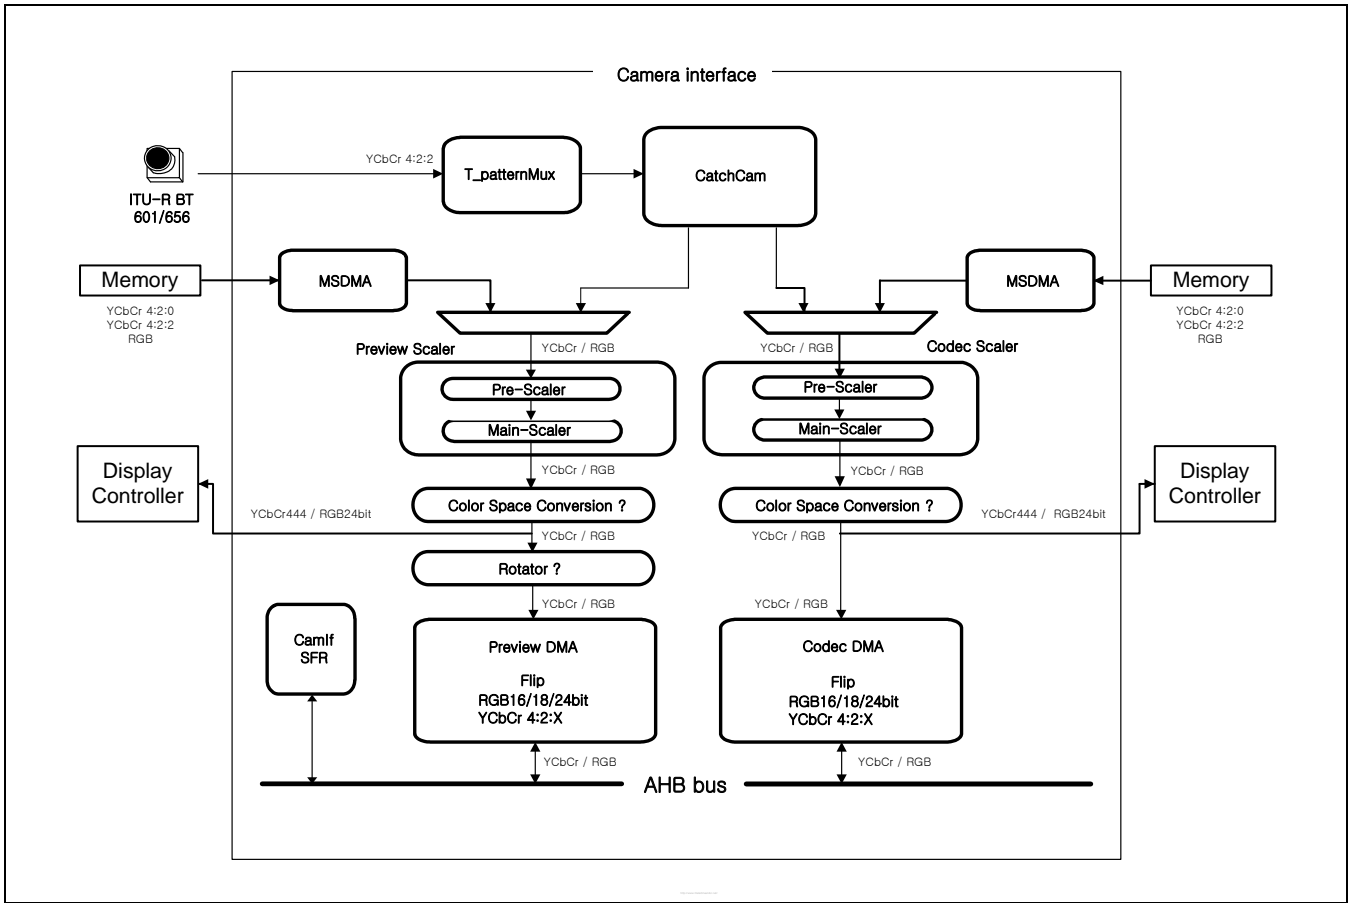 Camera interface
YCbCr 4:2:2
T_patternMux
CatchCam
ITU-R BT
601/656
Memory
YCbCr 4:2:0
YCbCr 4:2:2
RGB
MSDMA
MSDMA
Memory
YCbCr 4:2:0
YCbCr 4:2:2
RGB
Preview Scaler
YCbCr / RGB
YCbCr / RGB
Codec Scaler
Pre-Scaler
Main-Scaler
Pre-Scaler
Main-Scaler
YCbCr / RGB
YCbCr / RGB
Display
Controller
Display
Controller
Color Space Conversion ?
Color Space Conversion ?
YCbCr444 / RGB24bit
YCbCr / RGB
YCbCr / RGB
YCbCr444 / RGB24bit
Rotator ?
YCbCr / RGB
YCbCr / RGB
CamIf
SFR
Preview DMA
Flip
RGB16/18/24bit
YCbCr 4:2:X
Codec DMA
Flip
RGB16/18/24bit
YCbCr 4:2:X
YCbCr / RGB
YCbCr / RGB
AHB bus